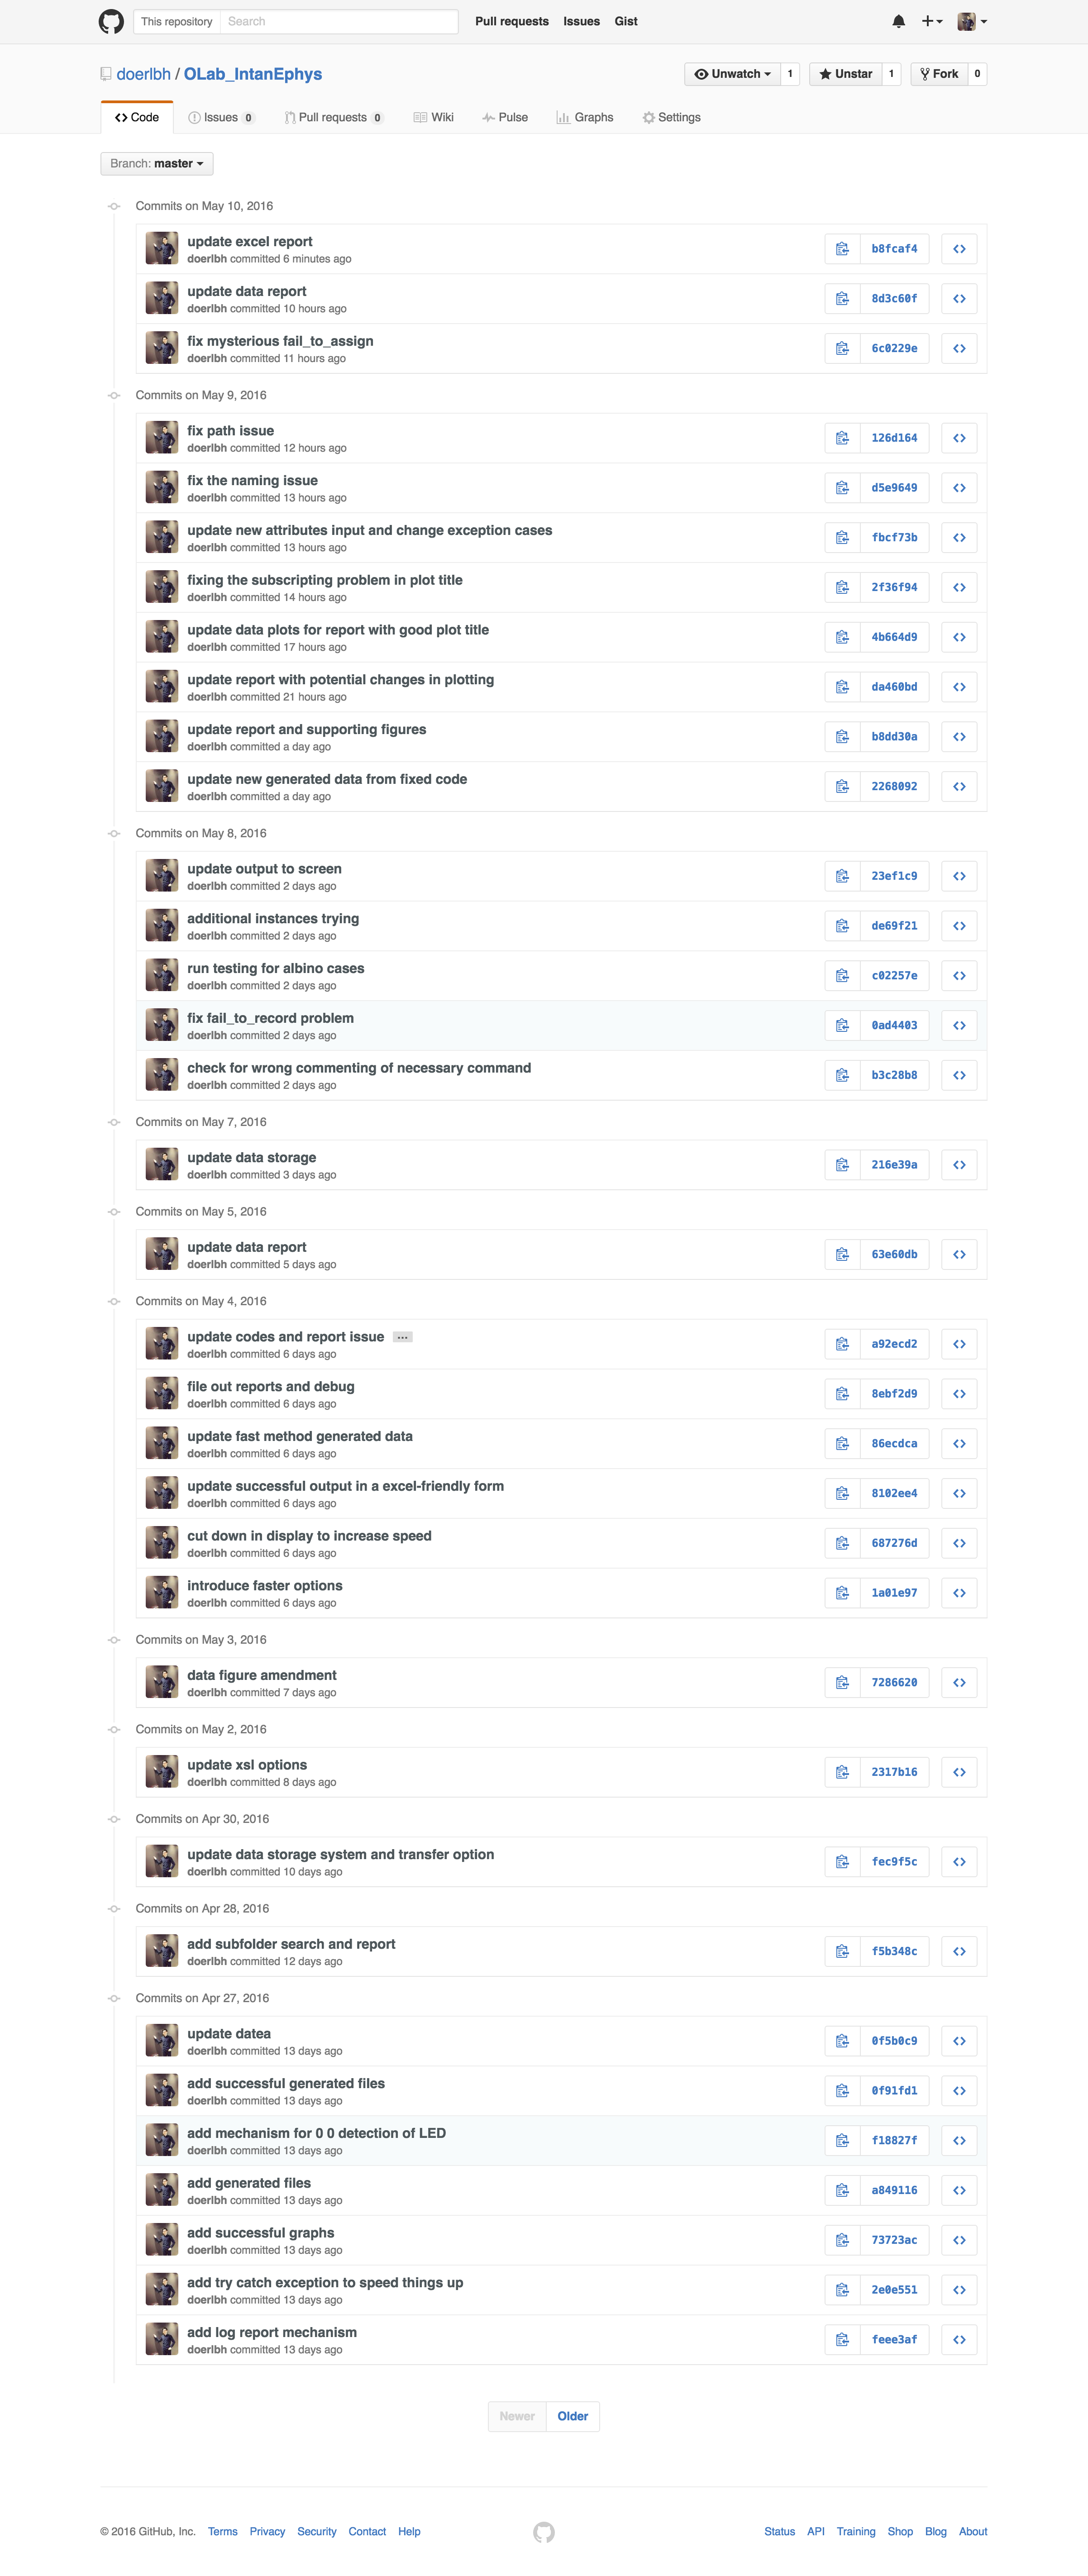 This repository Search Pull requests Issues Gist
doerlbh / OLab_IntanEphys Unwatch 1 Unstar 1 Fork 0
Code Issues 0 Pull requests 0 Wiki Pulse Graphs Settings
Branch: master
Commits on May 10, 2016
update excel report
doerlbh committed 6 minutes ago b8fcaf4
update data report
doerlbh committed 10 hours ago 8d3c60f
fix mysterious fail_to_assign
doerlbh committed 11 hours ago 6c0229e
Commits on May 9, 2016
fix path issue
doerlbh committed 12 hours ago 126d164
fix the naming issue
doerlbh committed 13 hours ago d5e9649
update new attributes input and change exception cases
doerlbh committed 13 hours ago fbcf73b
fixing the subscripting problem in plot title
doerlbh committed 14 hours ago 2f36f94
update data plots for report with good plot title
doerlbh committed 17 hours ago 4b664d9
update report with potential changes in plotting
doerlbh committed 21 hours ago da460bd
update report and supporting figures
doerlbh committed a day ago b8dd30a
update new generated data from fixed code
doerlbh committed a day ago 2268092
Commits on May 8, 2016
update output to screen
doerlbh committed 2 days ago 23ef1c9
additional instances trying
doerlbh committed 2 days ago de69f21
run testing for albino cases
doerlbh committed 2 days ago c02257e
fix fail_to_record problem
doerlbh committed 2 days ago 0ad4403
check for wrong commenting of necessary command
doerlbh committed 2 days ago b3c28b8
Commits on May 7, 2016
update data storage
doerlbh committed 3 days ago 216e39a
Commits on May 5, 2016
update data report
doerlbh committed 5 days ago 63e60db
Commits on May 4, 2016
update codes and report issue …
doerlbh committed 6 days ago a92ecd2
file out reports and debug
doerlbh committed 6 days ago 8ebf2d9
update fast method generated data
doerlbh committed 6 days ago 86ecdca
update successful output in a excel-friendly form
doerlbh committed 6 days ago 8102ee4
cut down in display to increase speed
doerlbh committed 6 days ago 687276d
introduce faster options
doerlbh committed 6 days ago 1a01e97
Commits on May 3, 2016
data figure amendment
doerlbh committed 7 days ago 7286620
Commits on May 2, 2016
update xsl options
doerlbh committed 8 days ago 2317b16
Commits on Apr 30, 2016
update data storage system and transfer option
doerlbh committed 10 days ago fec9f5c
Commits on Apr 28, 2016
add subfolder search and report
doerlbh committed 12 days ago f5b348c
Commits on Apr 27, 2016
update datea
doerlbh committed 13 days ago 0f5b0c9
add successful generated files
doerlbh committed 13 days ago 0f91fd1
add mechanism for 0 0 detection of LED
doerlbh committed 13 days ago f18827f
add generated files
doerlbh committed 13 days ago a849116
add successful graphs
doerlbh committed 13 days ago 73723ac
add try catch exception to speed things up
doerlbh committed 13 days ago 2e0e551
add log report mechanism
doerlbh committed 13 days ago feee3af
Newer Older
© 2016 GitHub, Inc. Terms Privacy Security Contact Help Status API Training Shop Blog About